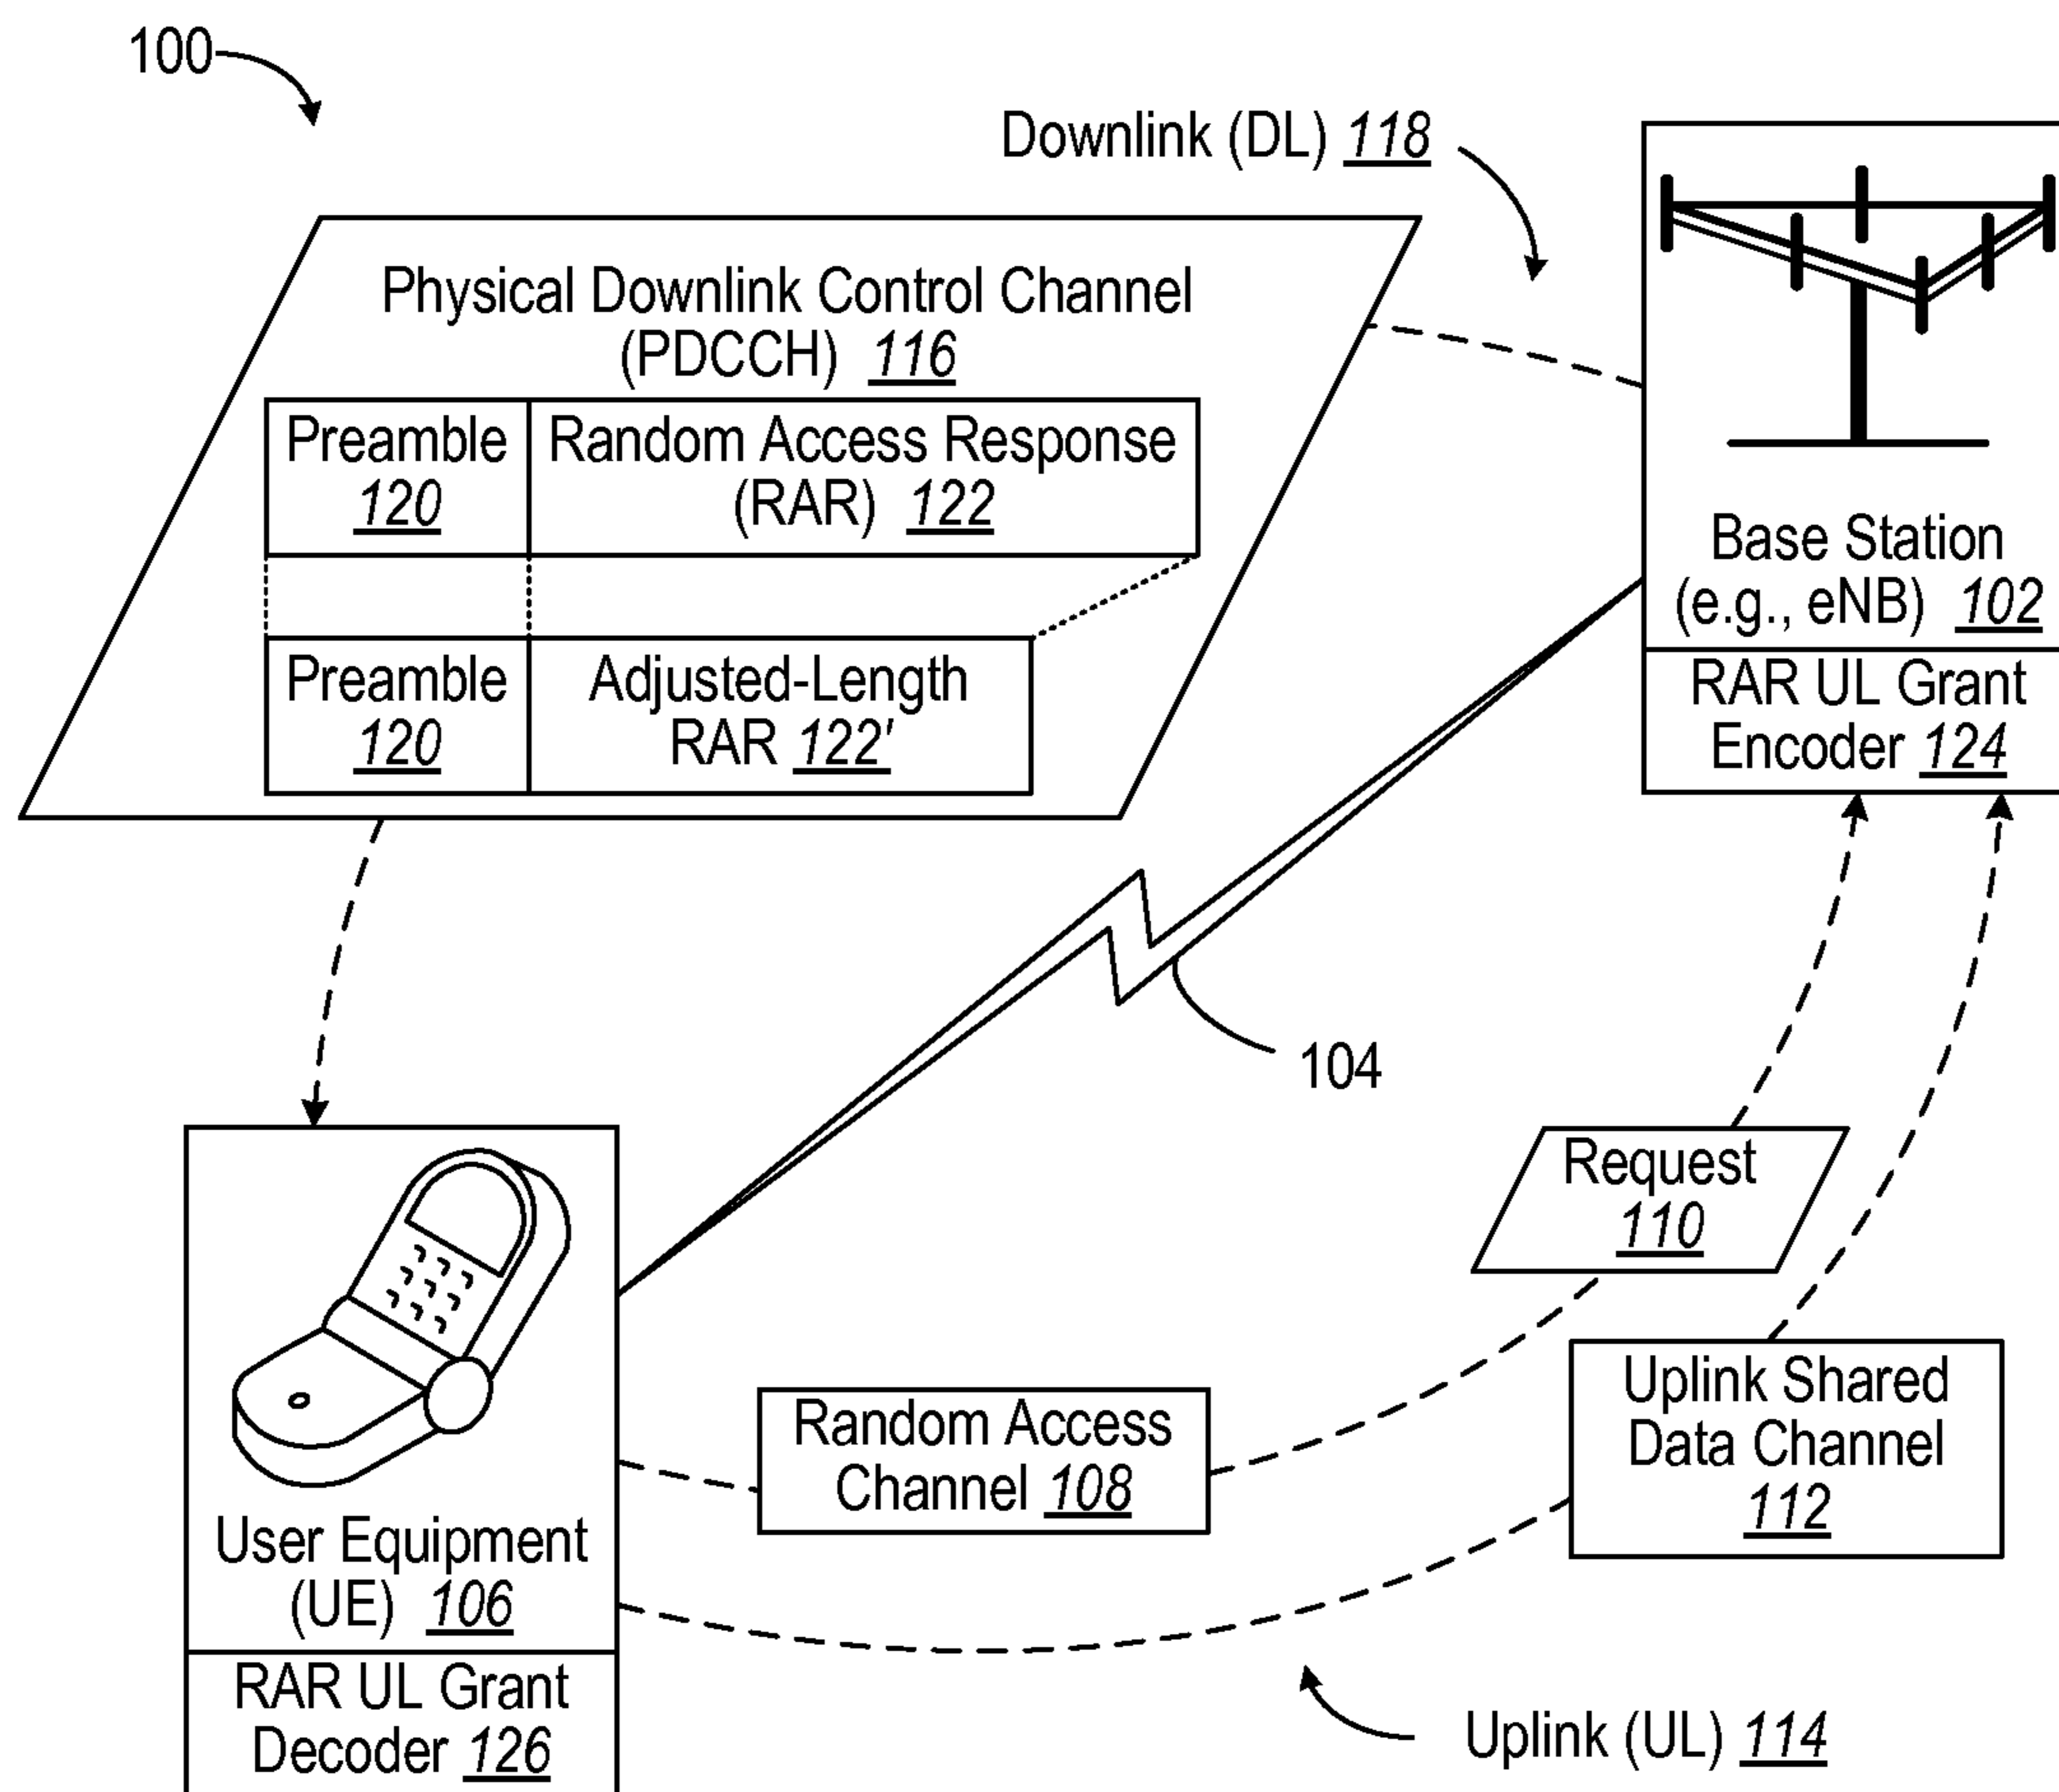 100
Downlink (DL) 118
Physical Downlink Control Channel
(PDCCH) 116
Preamble
120
Random Access Response
(RAR) 122
Preamble
120
Adjusted-Length
RAR 122'
Base Station
(e.g., eNB) 102
RAR UL Grant
Encoder 124
104
Request
110
Uplink Shared
Data Channel
112
Random Access
Channel 108
User Equipment
(UE) 106
RAR UL Grant
Decoder 126
Uplink (UL) 114